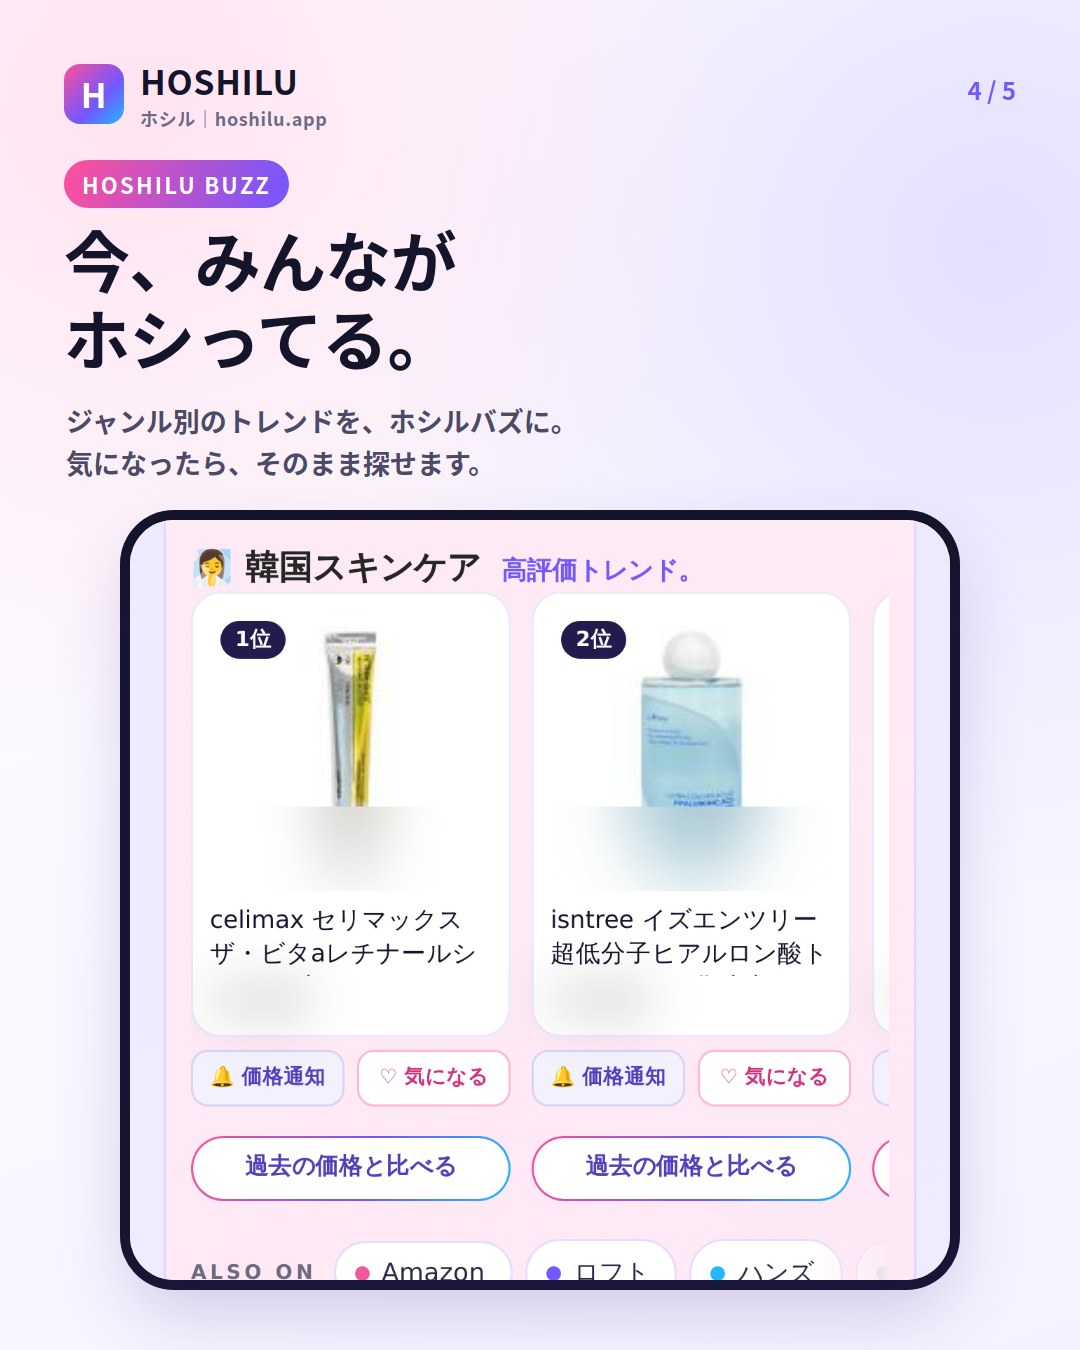 H
HOSHILU
ホシル｜hoshilu.app
4 / 5
HOSHILU BUZZ
今、みんなが
ホシってる。
ジャンル別のトレンドを、ホシルバズに。
気になったら、そのまま探せます。
韓国スキンケア 高評価トレンド。
1位
2位
celimax セリマックス
ザ・ビタaレチナールシ
isntree イズエンツリー
超低分子ヒアルロン酸ト
価格通知
気になる
価格通知
気になる
過去の価格と比べる
過去の価格と比べる
ALSO ON
Amazon
ロフト
ハンズ